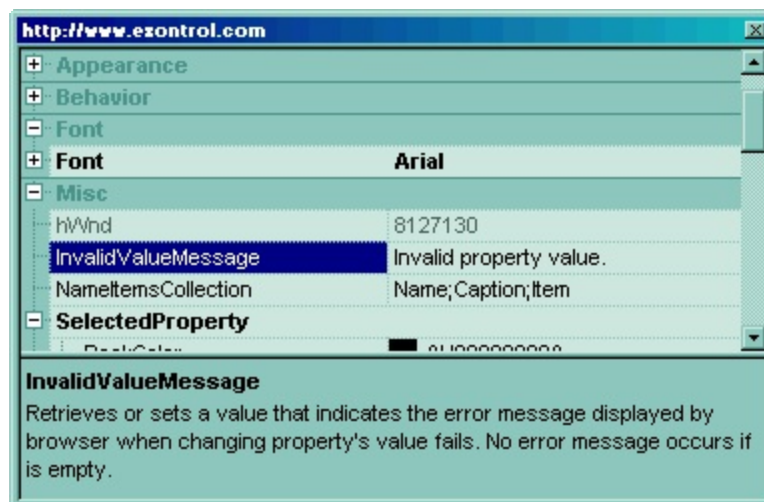 http://www.exontrol.com
Appearance
Behavior
Font
Font Arial
Misc
hWnd 8127130
InvalidValueMessage Invalid property value.
NameItemsCollection Name;Caption;Item
SelectedProperty
InvalidValueMessage
Retrieves or sets a value that indicates the error message displayed by
browser when changing property's value fails. No error message occurs if
is empty.